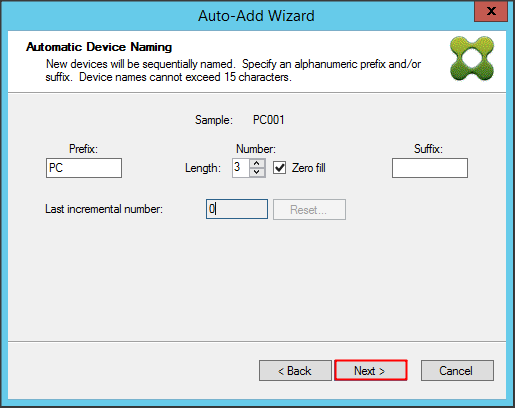 Auto-Add Wizard
x
Automatic Device Naming
New devices will be sequentially named. Specify an alphanumeric prefix and/or
suffix. Device names cannot exceed 15 characters.
Sample: PC001
Prefix: Number: Suffix:
PC Length: 3 Zero fill
Last incremental number: 0 Reset...
< Back Next > Cancel